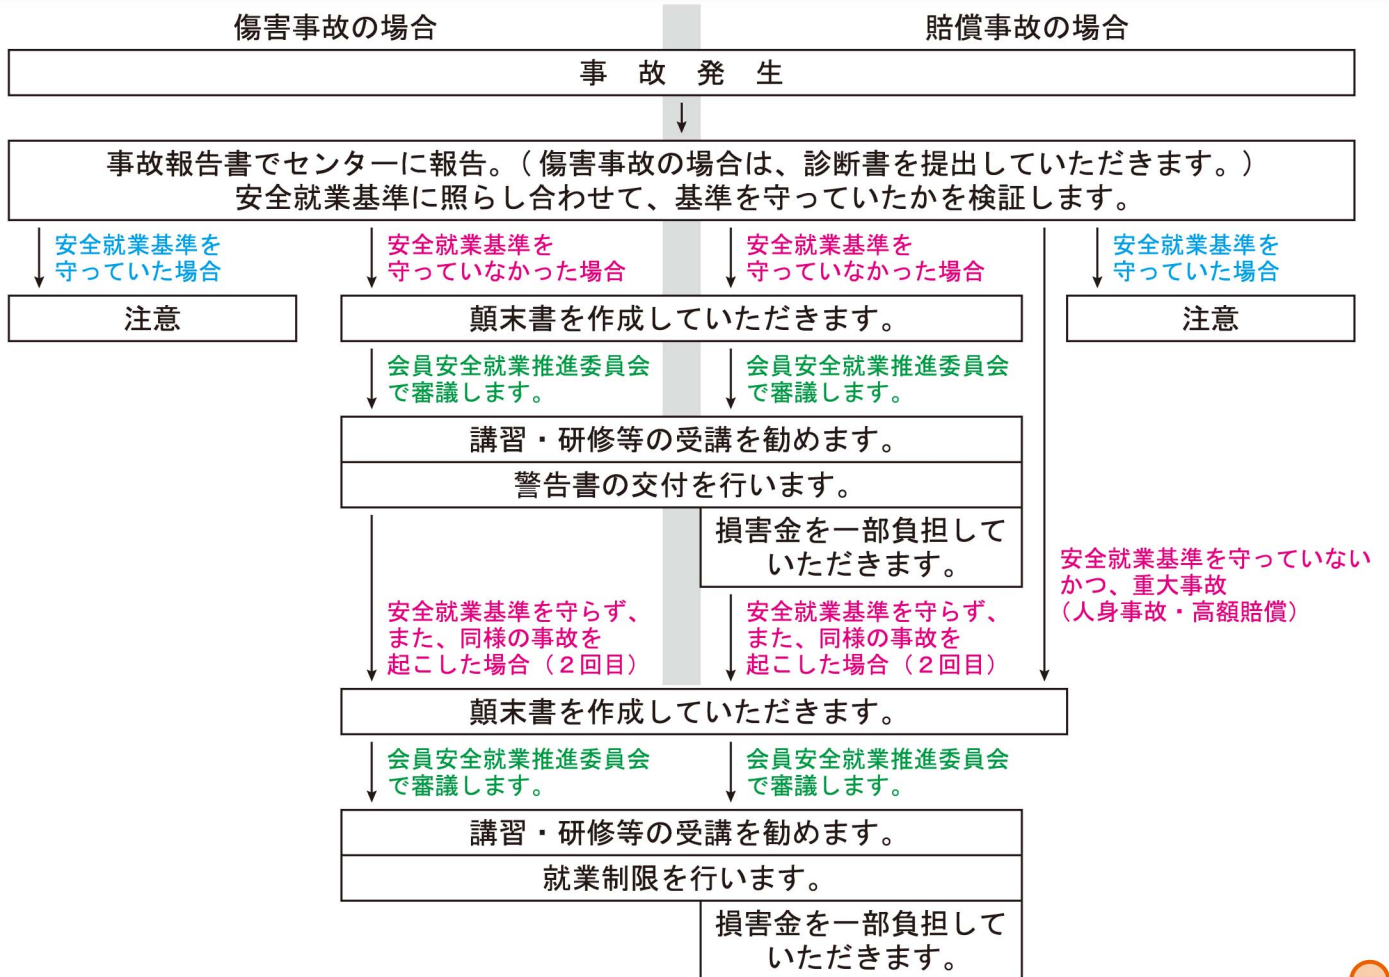 傷害事故の場合
賠償事故の場合
事故発生
事故報告書でセンターに報告。（傷害事故の場合は、診断書を提出していただきます。）
安全就業基準に照らし合わせて、基準を守っていたかを検証します。
安全就業基準を
守っていた場合
安全就業基準を
守っていなかった場合
安全就業基準を
守っていなかった場合
安全就業基準を
守っていた場合
注意
顛末書を作成していただきます。
注意
会員安全就業推進委員会
で審議します。
会員安全就業推進委員会
で審議します。
講習・研修等の受講を勧めます。
警告書の交付を行います。
損害金を一部負担して
いただきます。
安全就業基準を守っていない
かつ、重大事故
（人身事故・高額賠償）
安全就業基準を守らず、
また、同様の事故を
起こした場合（２回目）
安全就業基準を守らず、
また、同様の事故を
起こした場合（２回目）
顛末書を作成していただきます。
会員安全就業推進委員会
で審議します。
会員安全就業推進委員会
で審議します。
講習・研修等の受講を勧めます。
就業制限を行います。
損害金を一部負担して
いただきます。